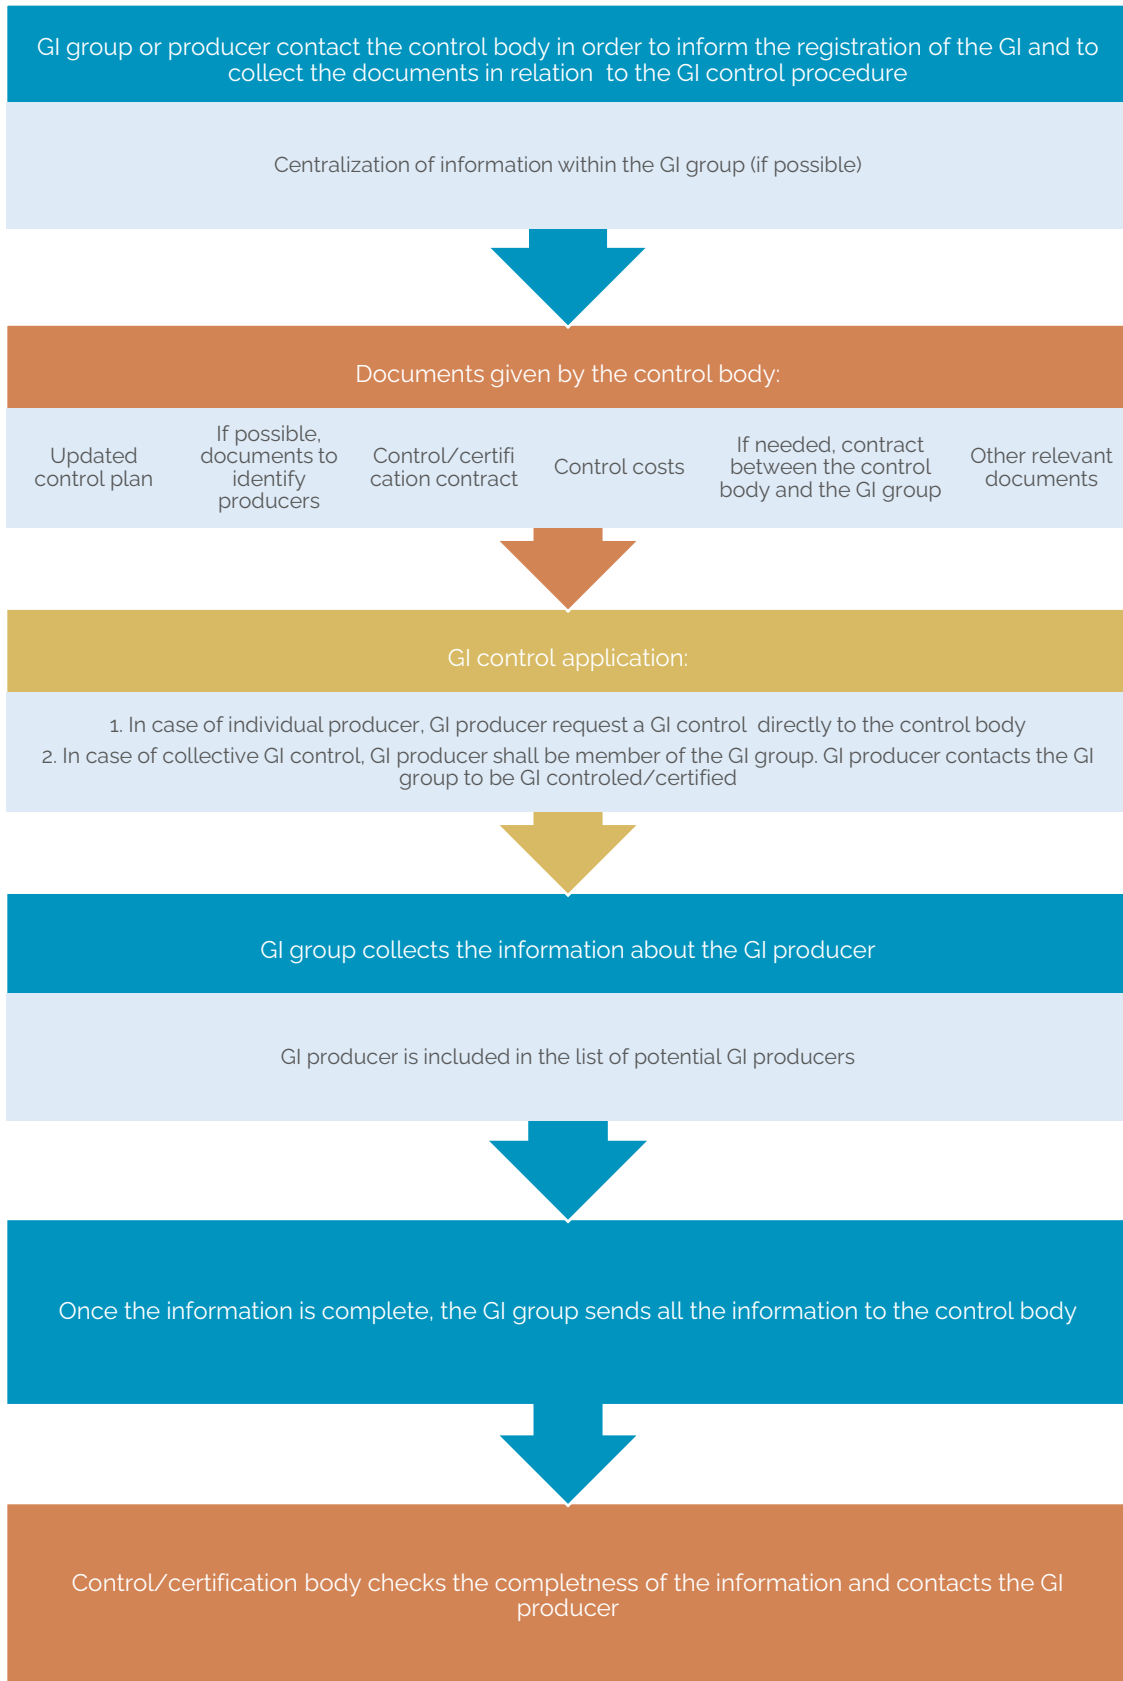 GI group or producer contact the control body in order to inform the registration of the GI and to
collect the documents in relation to the GI control procedure
Centralization of information within the GI group (if possible)
Documents given by the control body:
Updated
control plan
If possible,
documents to
identify
producers
Control/certifi
cation contract
Control costs
If needed, contract
between the control
body and the GI group
Other relevant
documents
GI control application:
1. In case of individual producer, GI producer request a GI control directly to the control body
2. In case of collective GI control, GI producer shall be member of the GI group. GI producer contacts the GI
group to be GI controled/certified
GI group collects the information about the GI producer
GI producer is included in the list of potential GI producers
Once the information is complete, the GI group sends all the information to the control body
Control/certification body checks the completness of the information and contacts the GI
producer